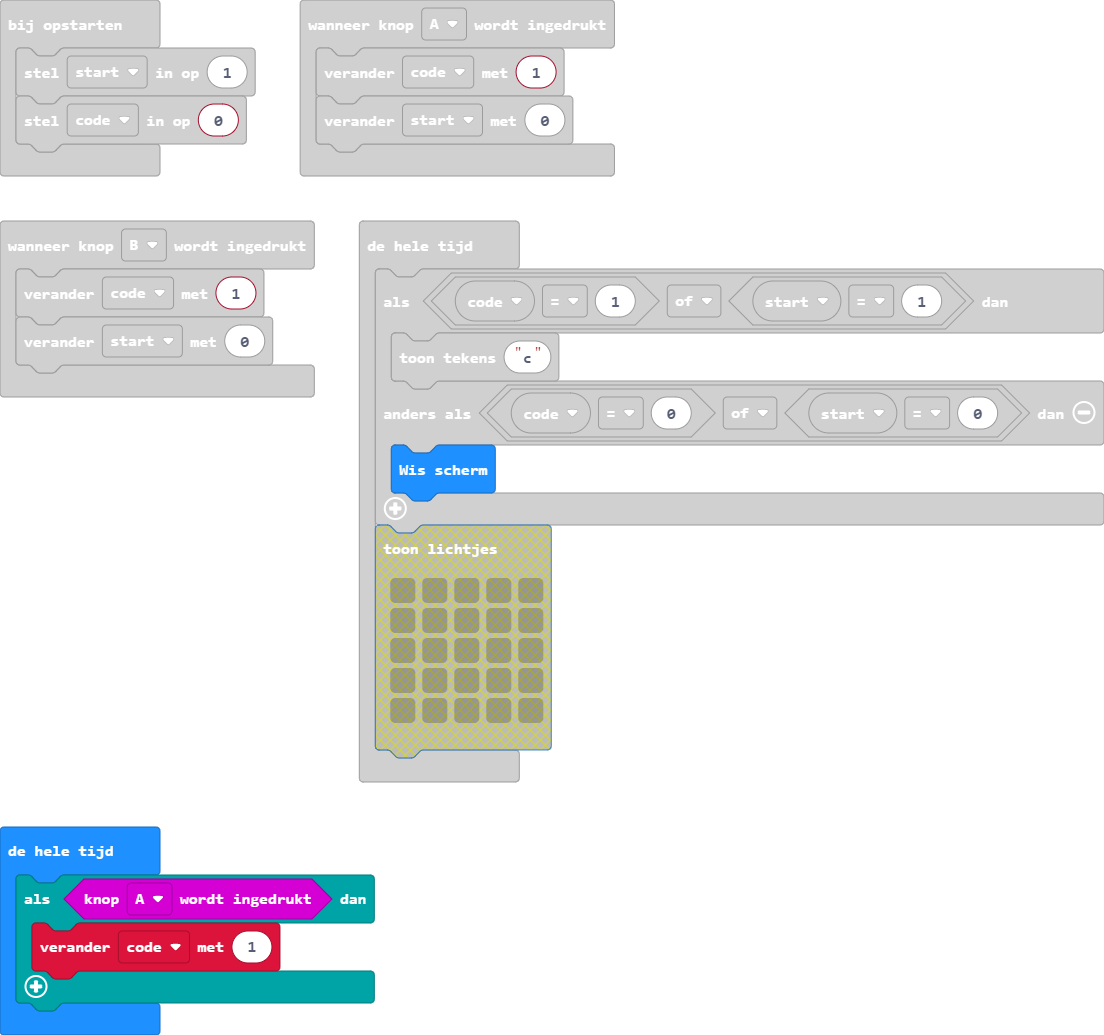 bij opstarten
stel start in op 1
stel code in op 0
wanneer knop A wordt ingedrukt
verander code met 1
verander start met 0
wanneer knop B wordt ingedrukt
verander code met 1
verander start met 0
de hele tijd
als code = 1 of start = 1 dan
toon tekens "c"
anders als code = 0 of start = 0 dan
Wis scherm
toon lichtjes
de hele tijd
als knop A wordt ingedrukt dan
verander code met 1